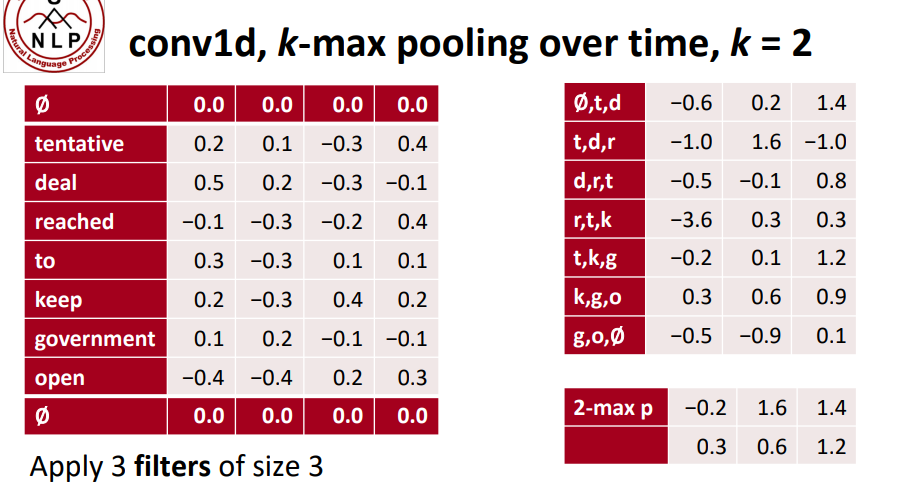 NLP
Natural Language Processing
conv1d, k-max pooling over time, k = 2
Ø 0.0 0.0 0.0 0.0
tentative 0.2 0.1 −0.3 0.4
deal 0.5 0.2 −0.3 −0.1
reached −0.1 −0.3 −0.2 0.4
to 0.3 −0.3 0.1 0.1
keep 0.2 −0.3 0.4 0.2
government 0.1 0.2 −0.1 −0.1
open −0.4 −0.4 0.2 0.3
Ø 0.0 0.0 0.0 0.0
Apply 3 filters of size 3
Ø,t,d −0.6 0.2 1.4
t,d,r −1.0 1.6 −1.0
d,r,t −0.5 −0.1 0.8
r,t,k −3.6 0.3 0.3
t,k,g −0.2 0.1 1.2
k,g,o 0.3 0.6 0.9
g,o,Ø −0.5 −0.9 0.1
2-max p −0.2 1.6 1.4
0.3 0.6 1.2